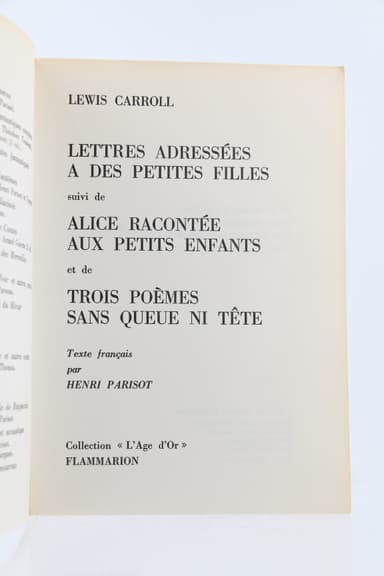 LEWIS CARROLL
LETTRES ADRESSÉES
A DES PETITES FILLES
suivi de
ALICE RACONTÉE
AUX PETITS ENFANTS
et de
TROIS POÈMES
SANS QUEUE NI TÊTE
Texte français
par
HENRI PARISOT
Collection « L'Age d'Or »
FLAMMARION